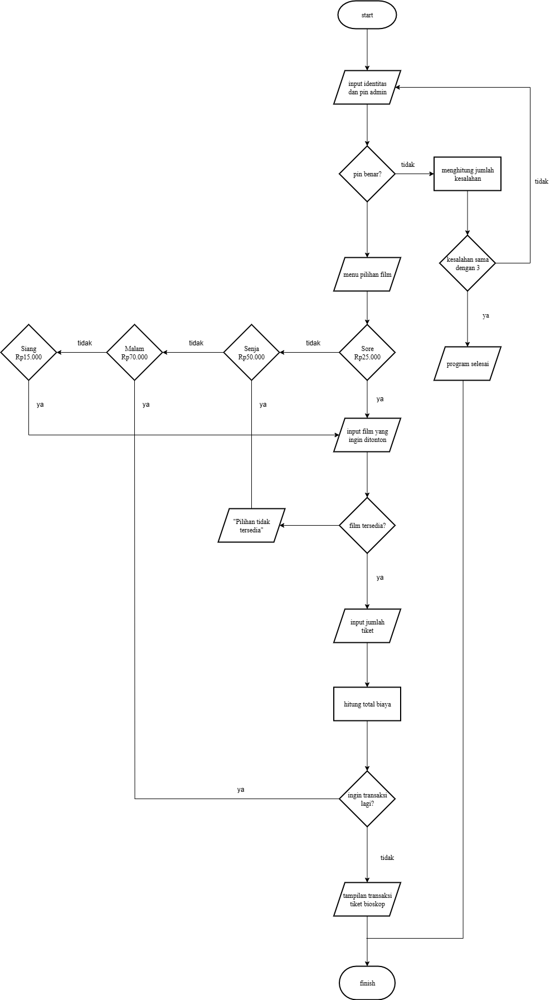 start
input identitas
dan pin admin
pin benar?
tidak
menghitung jumlah
kesalahan
tidak
kesalahan sama
dengan 3
menu pilihan film
ya
Siang
Rp15.000
tidak
Malam
Rp70.000
tidak
Senja
Rp50.000
tidak
Sore
Rp25.000
program selesai
ya
ya
ya
ya
input film yang
ingin ditonton
"Pilihan tidak
tersedia"
film tersedia?
ya
input jumlah
tiket
hitung total biaya
ya
ingin transaksi
lagi?
tidak
tampilan transaksi
tiket bioskop
finish